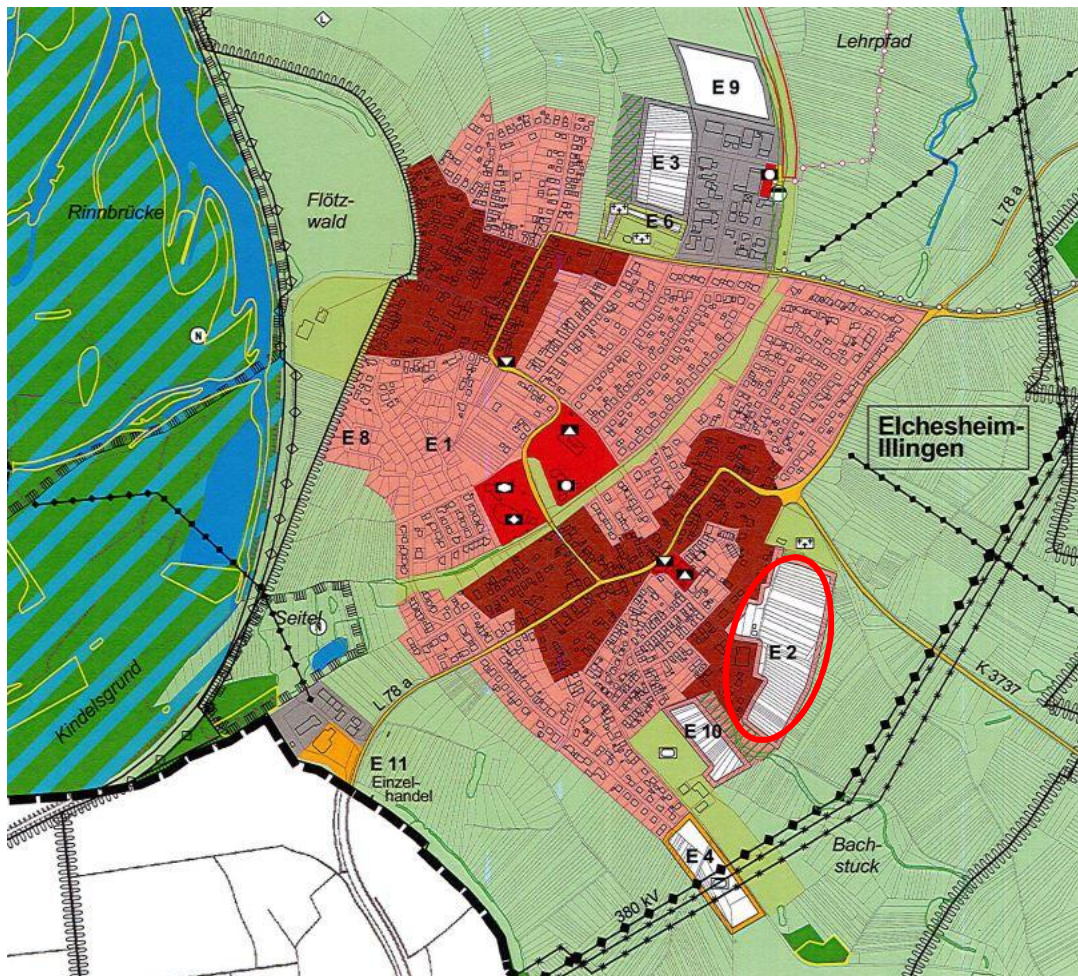 L
Lehrpfad
E 9
E 3
Rinnbrücke
Flötz-
wald
E 6
L 78 a
N
E 8
E 1
Elchesheim-
Illingen
Seitel
N
E 2
Kindelsgrund
L 78 a
K 3737
E 10
E 11
Einzel-
handel
E 4
Bach-
stuck
380 kV